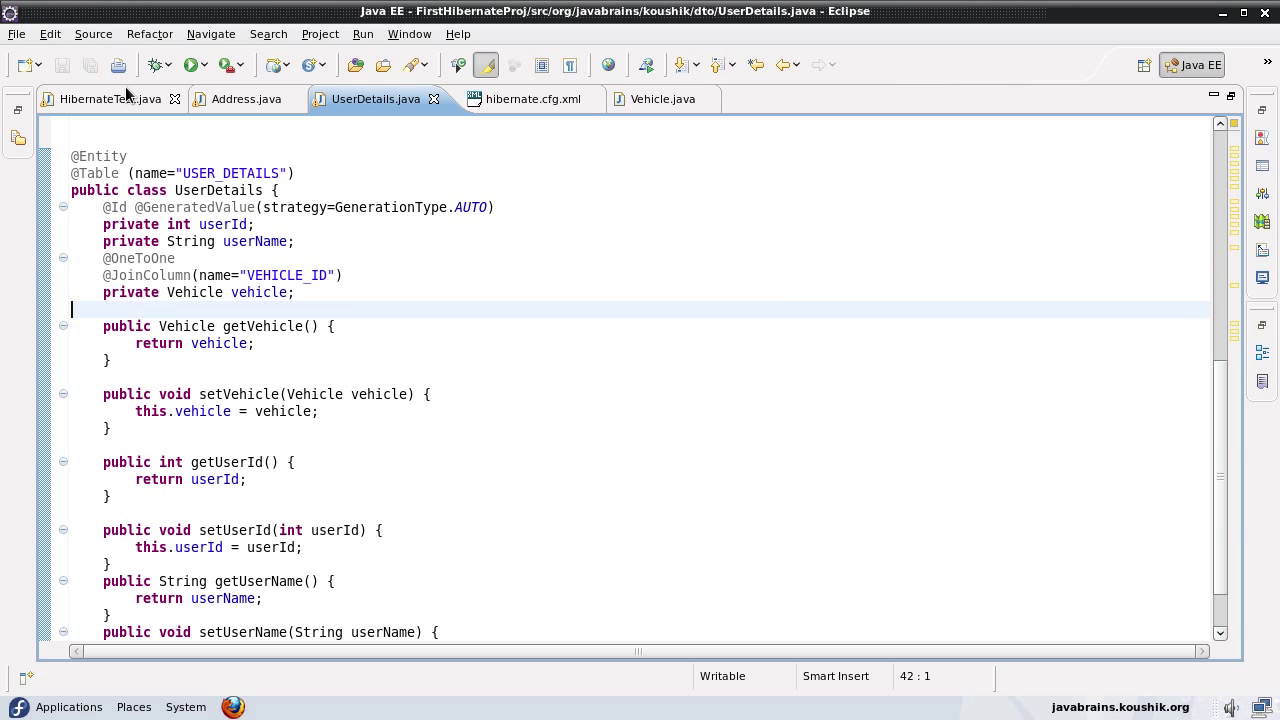 Java EE - FirstHibernateProj/src/org/javabrains/koushik/dto/UserDetails.java - Eclipse
File Edit Source Refactor Navigate Search Project Run Window Help
Java EE »
HibernateTest.java Address.java UserDetails.java hibernate.cfg.xml Vehicle.java
@Entity
@Table (name="USER_DETAILS")
public class UserDetails {
@Id @GeneratedValue(strategy=GenerationType.AUTO)
private int userId;
private String userName;
@OneToOne
@JoinColumn(name="VEHICLE_ID")
private Vehicle vehicle;
public Vehicle getVehicle() {
return vehicle;
}
public void setVehicle(Vehicle vehicle) {
this.vehicle = vehicle;
}
public int getUserId() {
return userId;
}
public void setUserId(int userId) {
this.userId = userId;
}
public String getUserName() {
return userName;
}
public void setUserName(String userName) {
Writable Smart Insert 42 : 1
Applications Places System javabrains.koushik.org